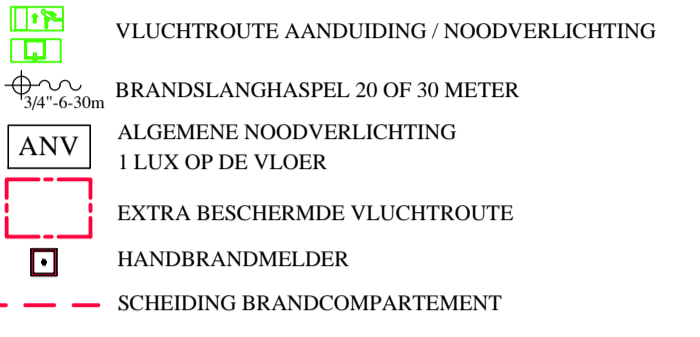 VLUCHTROUTE AANDUIDING / NOODVERLICHTING
3/4"-6-30m BRANDSLANGHASPEL 20 OF 30 METER
ANV ALGEMENE NOODVERLICHTING
1 LUX OP DE VLOER
EXTRA BESCHERMDE VLUCHTROUTE
HANDBRANDMELDER
SCHEIDING BRANDCOMPARTEMENT